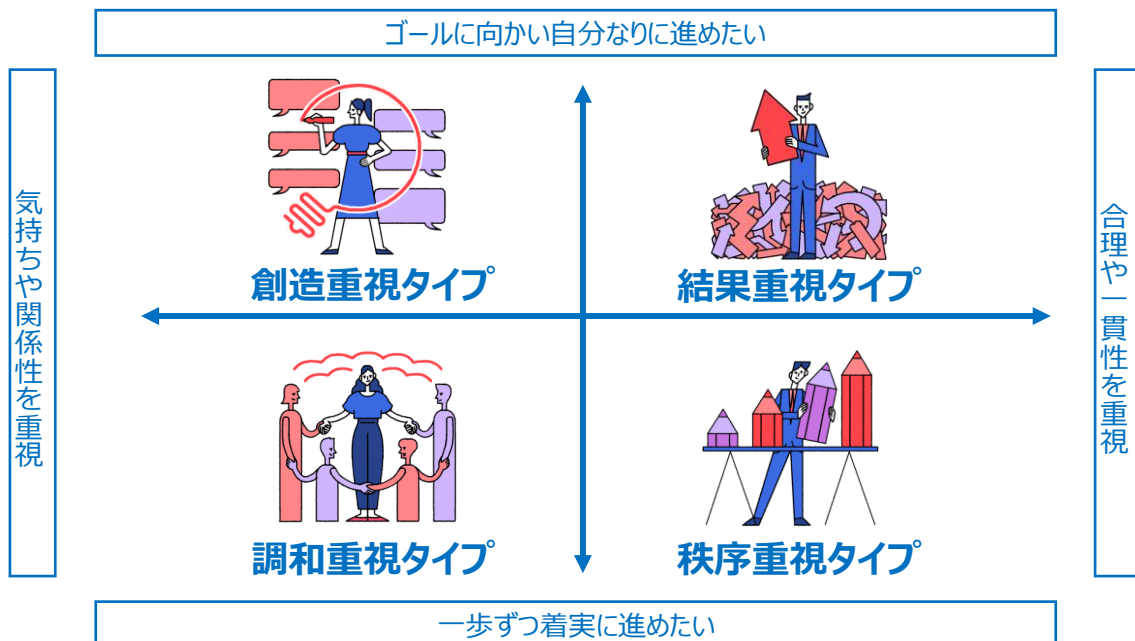 ゴールに向かい自分なりに進めたい
気持ちや関係性を重視
合理や一貫性を重視
創造重視タイプ
結果重視タイプ
調和重視タイプ
秩序重視タイプ
一歩ずつ着実に進めたい